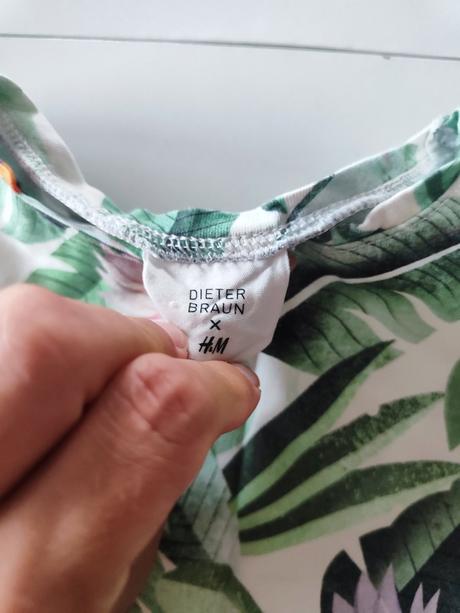 DIETER
BRAUN
×
H&M